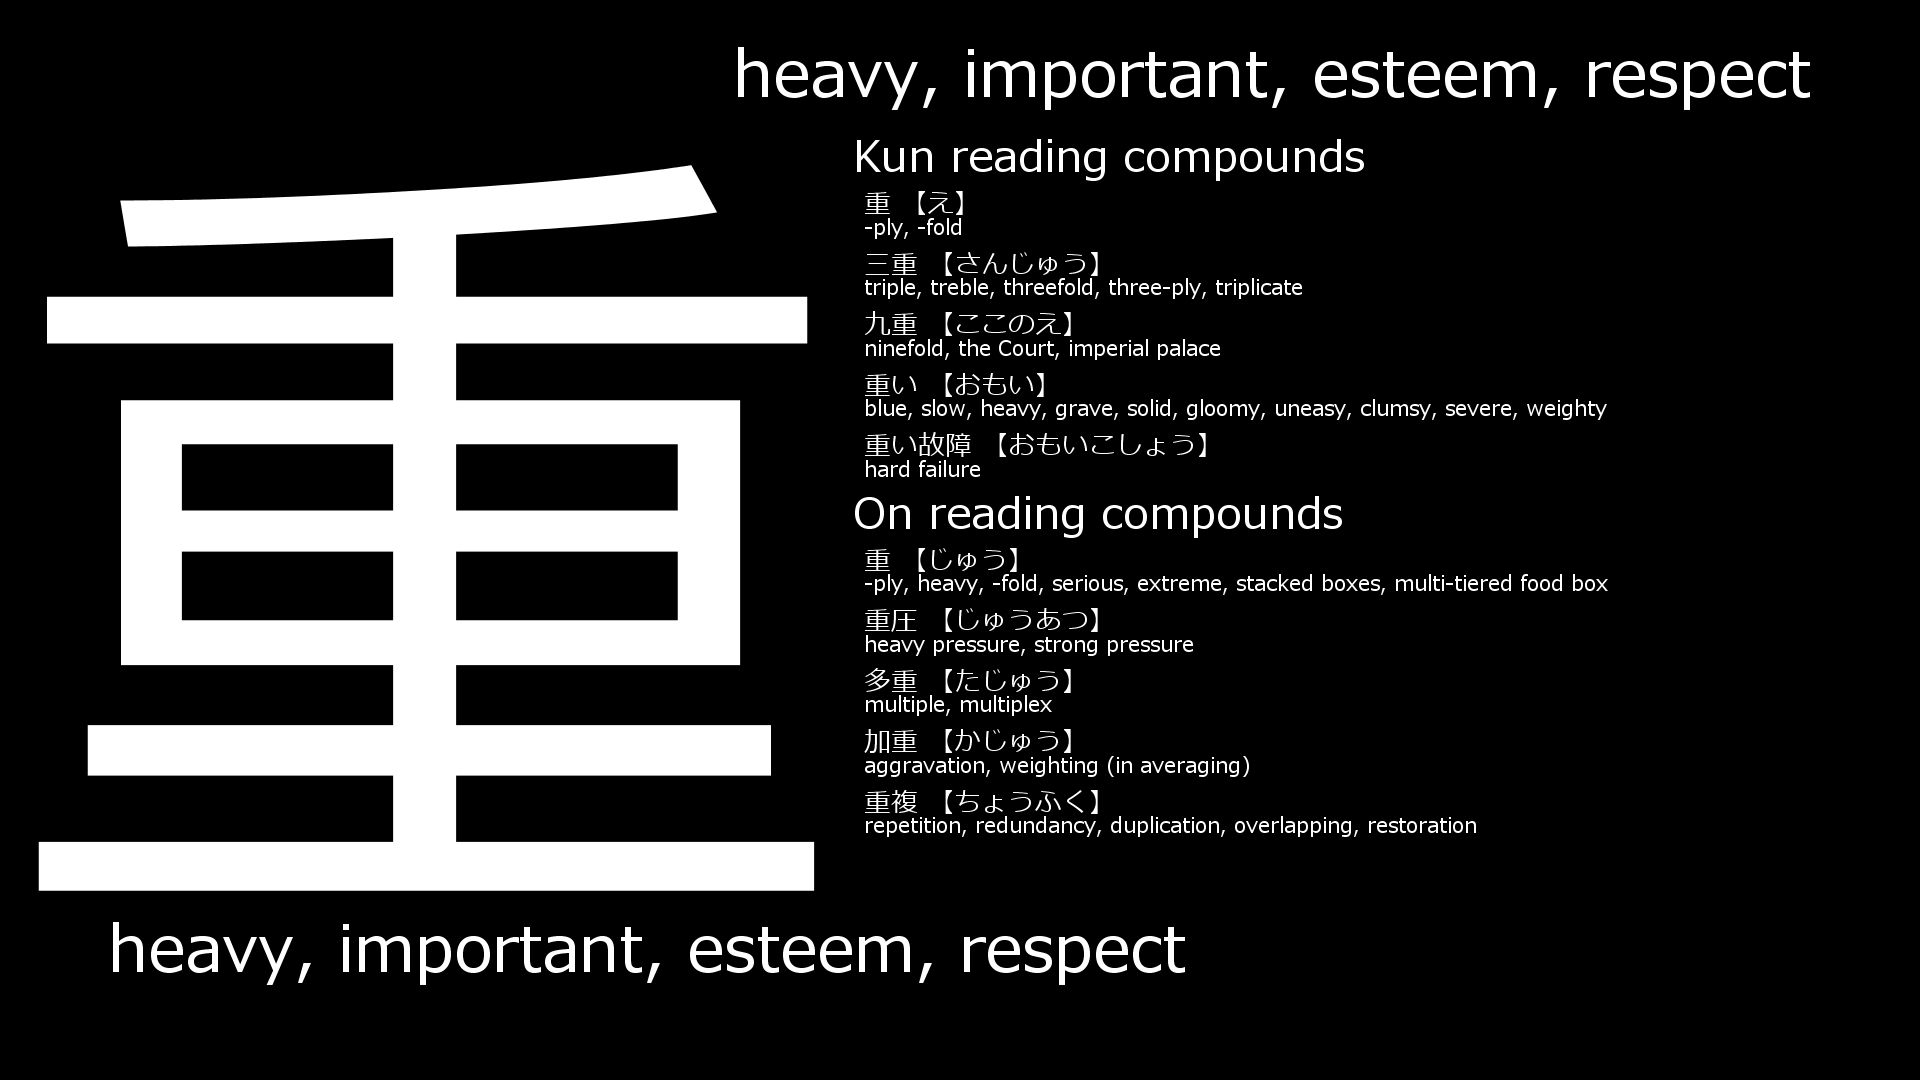 heavy, important, esteem, respect
重
Kun reading compounds
重 【え】
-ply, -fold
三重 【さんじゅう】
triple, treble, threefold, three-ply, triplicate
九重 【ここのえ】
ninefold, the Court, imperial palace
重い 【おもい】
blue, slow, heavy, grave, solid, gloomy, uneasy, clumsy, severe, weighty
重い故障 【おもいこしょう】
hard failure
On reading compounds
重 【じゅう】
-ply, heavy, -fold, serious, extreme, stacked boxes, multi-tiered food box
重圧 【じゅうあつ】
heavy pressure, strong pressure
多重 【たじゅう】
multiple, multiplex
加重 【かじゅう】
aggravation, weighting (in averaging)
重複 【ちょうふく】
repetition, redundancy, duplication, overlapping, restoration
heavy, important, esteem, respect